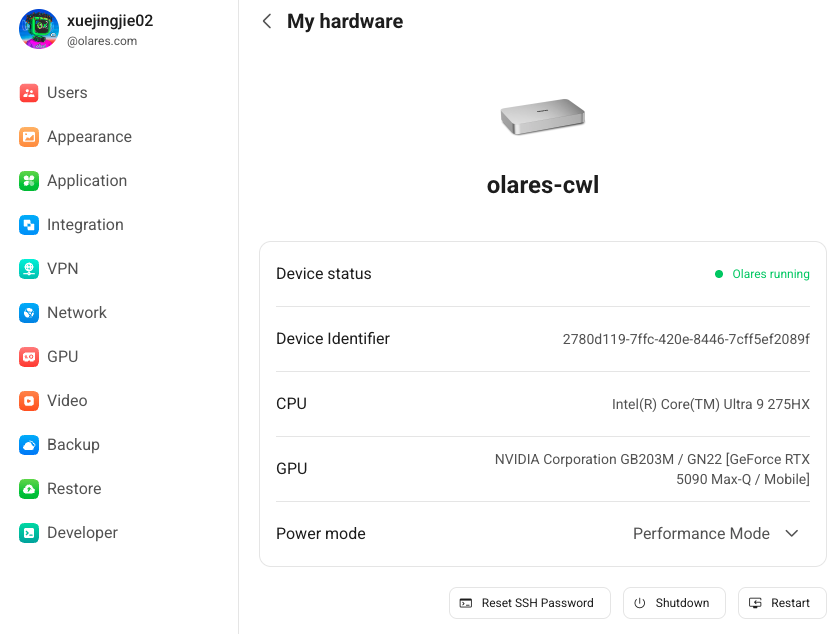 xuejingjie02
@olares.com
Users
Appearance
Application
Integration
VPN
Network
GPU
Video
Backup
Restore
Developer
My hardware
olares-cwl
Device status
Olares running
Device Identifier
2780d119-7ffc-420e-8446-7cff5ef2089f
CPU
Intel(R) Core(TM) Ultra 9 275HX
GPU
NVIDIA Corporation GB203M / GN22 [GeForce RTX
5090 Max-Q / Mobile]
Power mode
Performance Mode
Reset SSH Password
Shutdown
Restart